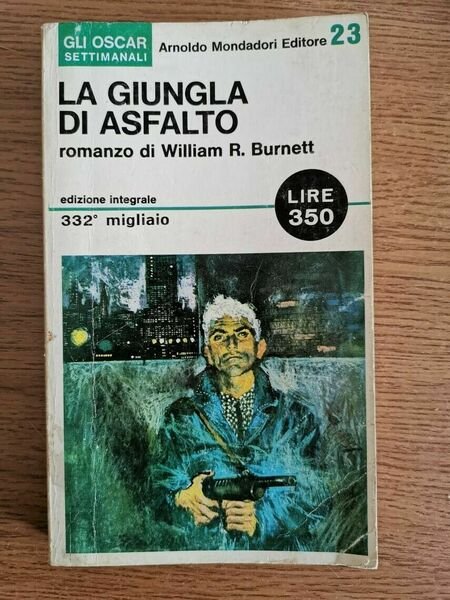 GLI OSCAR
SETTIMANALI
Arnoldo Mondadori Editore 23
LA GIUNGLA
DI ASFALTO
romanzo di William R. Burnett
edizione integrale
332° migliaio
LIRE
350